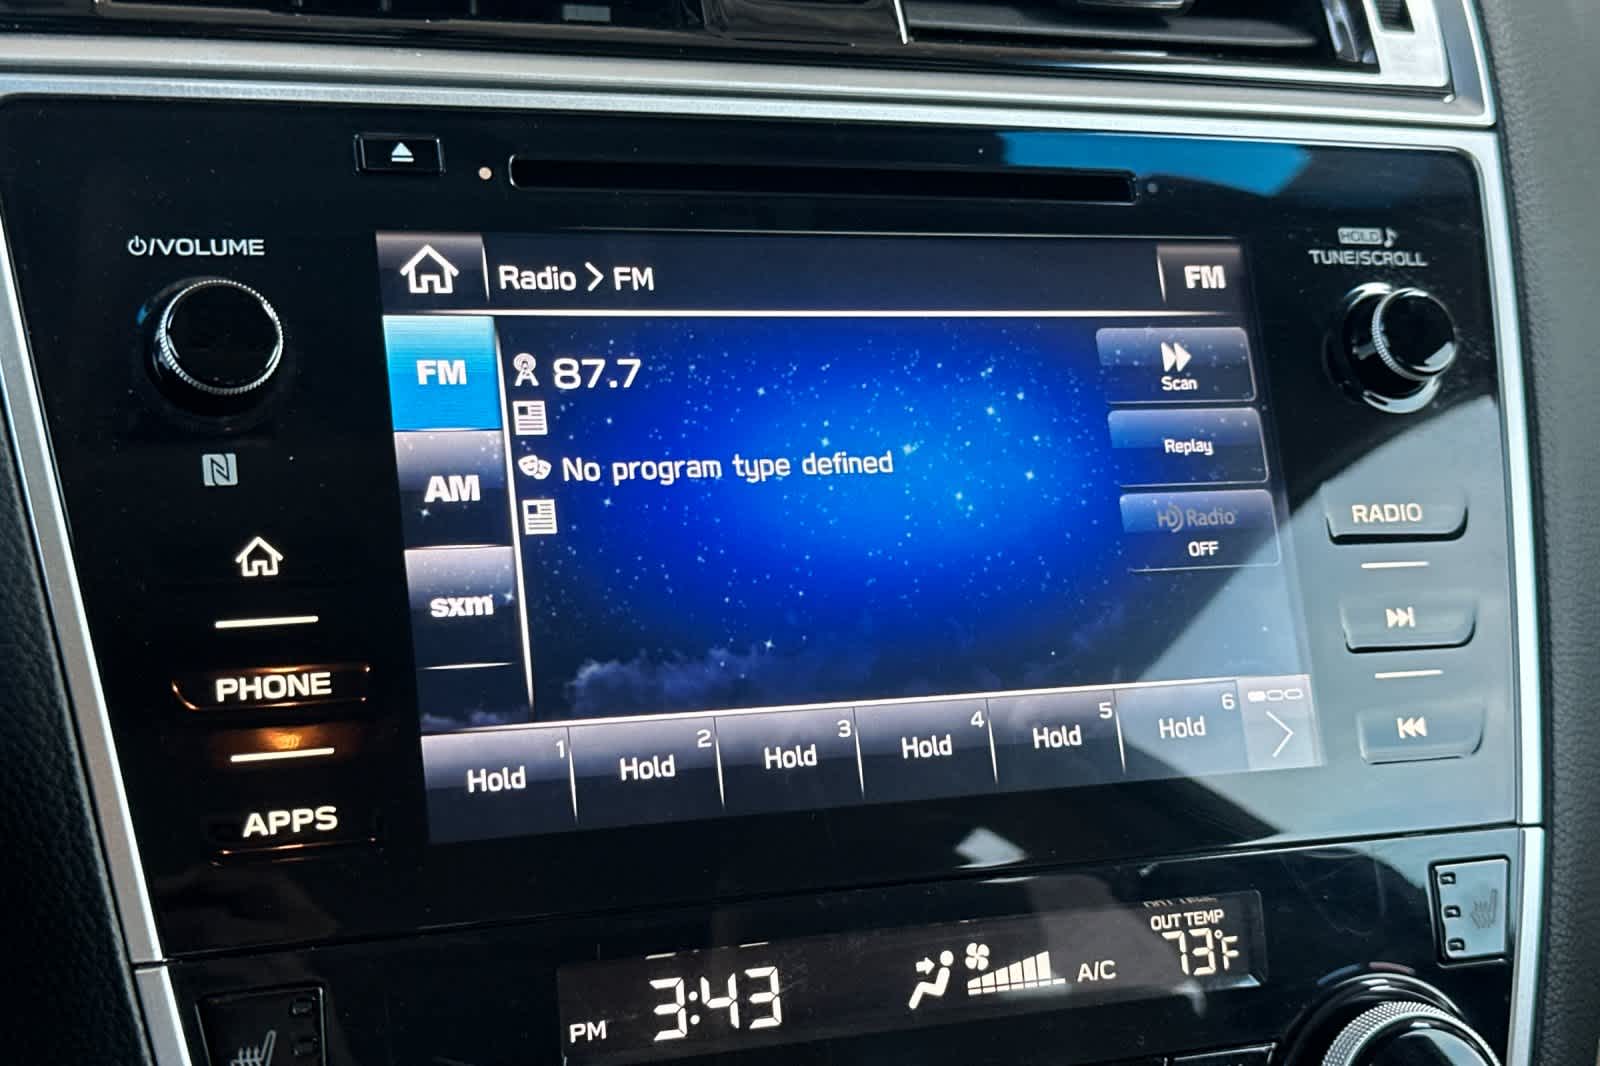 ⏻/VOLUME
HOLD ♪
TUNE/SCROLL
Radio > FM
FM
FM
87.7
Scan
AM
No program type defined
Replay
HD Radio
OFF
sxm
RADIO
PHONE
APPS
Hold 1
Hold 2
Hold 3
Hold 4
Hold 5
Hold 6
OUT TEMP
73°F
A/C
PM 3:43